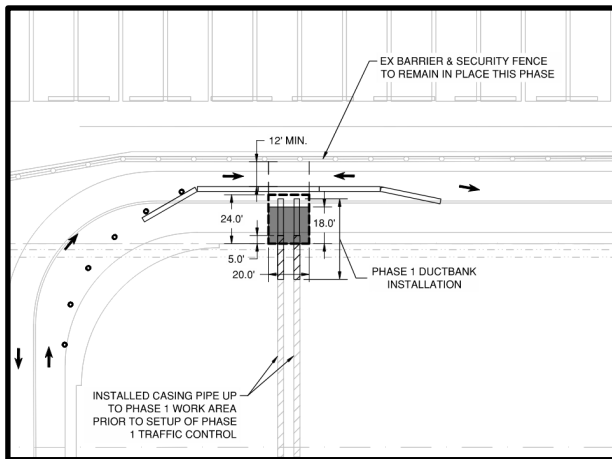 EX BARRIER & SECURITY FENCE
TO REMAIN IN PLACE THIS PHASE
12' MIN.
24.0'
18.0'
5.0'
20.0'
PHASE 1 DUCTBANK
INSTALLATION
INSTALLED CASING PIPE UP
TO PHASE 1 WORK AREA
PRIOR TO SETUP OF PHASE
1 TRAFFIC CONTROL